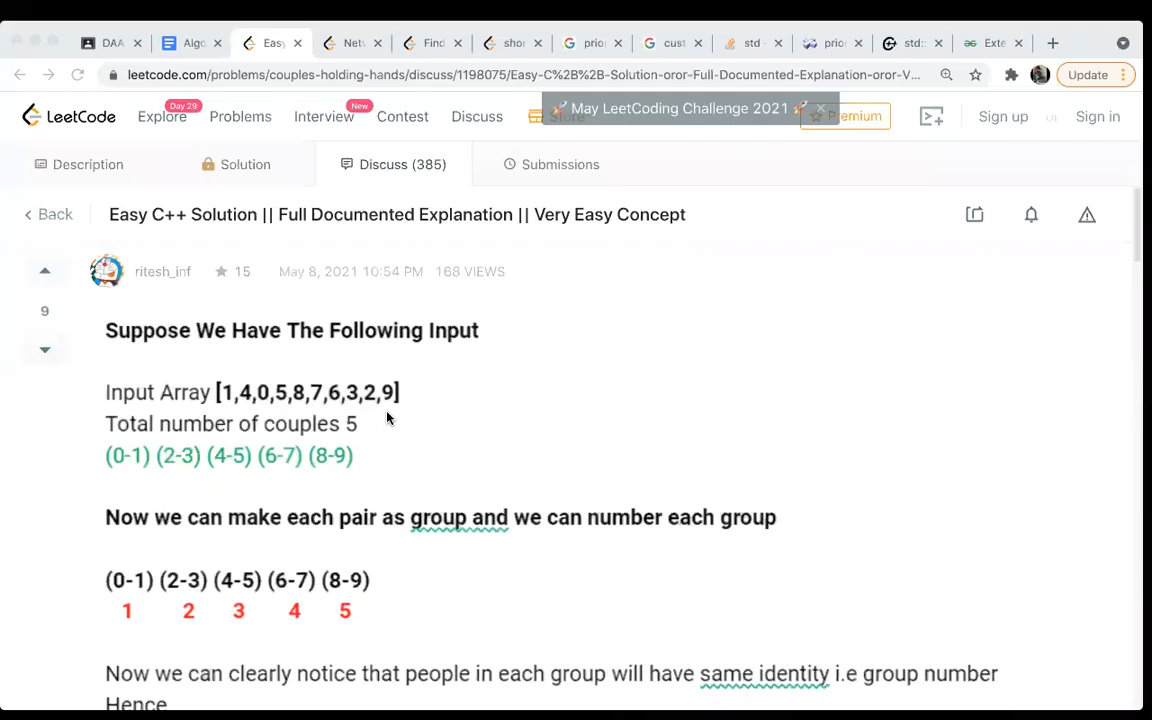 DAA
Algo
Easy
Netv
Find
shor
prior
cust
std -
prior
std::
Exte
leetcode.com/problems/couples-holding-hands/discuss/1198075/Easy-C%2B%2B-Solution-oror-Full-Documented-Explanation-oror-V...
Update
LeetCode
Explore
Day 29
Problems
Interview
New
Contest
Discuss
Store
🚀 May LeetCoding Challenge 2021 🚀
Premium
Sign up
Sign in
Description
Solution
Discuss (385)
Submissions
Back
Easy C++ Solution || Full Documented Explanation || Very Easy Concept
ritesh_inf
15
May 8, 2021 10:54 PM
168 VIEWS
9
Suppose We Have The Following Input
Input Array [1,4,0,5,8,7,6,3,2,9]
Total number of couples 5
(0-1) (2-3) (4-5) (6-7) (8-9)
Now we can make each pair as group and we can number each group
(0-1) (2-3) (4-5) (6-7) (8-9)
1 2 3 4 5
Now we can clearly notice that people in each group will have same identity i.e group number
Hence